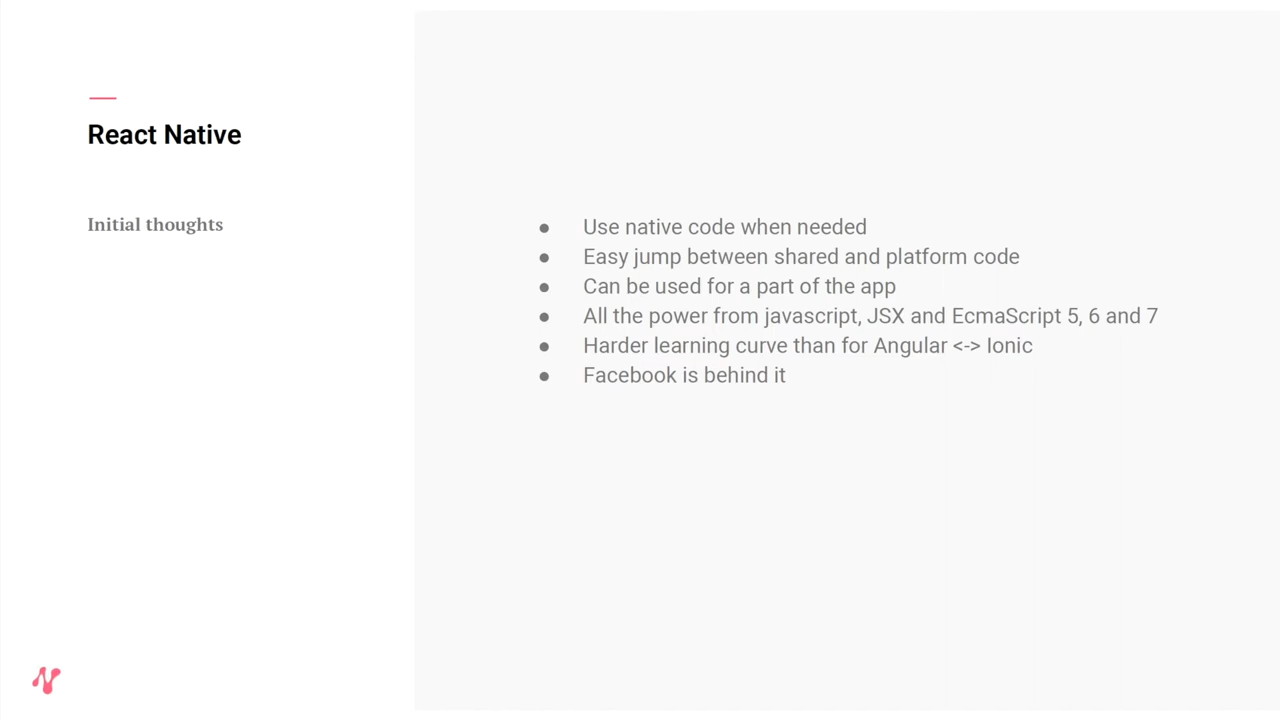 React Native
Initial thoughts
● Use native code when needed
● Easy jump between shared and platform code
● Can be used for a part of the app
● All the power from javascript, JSX and EcmaScript 5, 6 and 7
● Harder learning curve than for Angular <-> Ionic
● Facebook is behind it